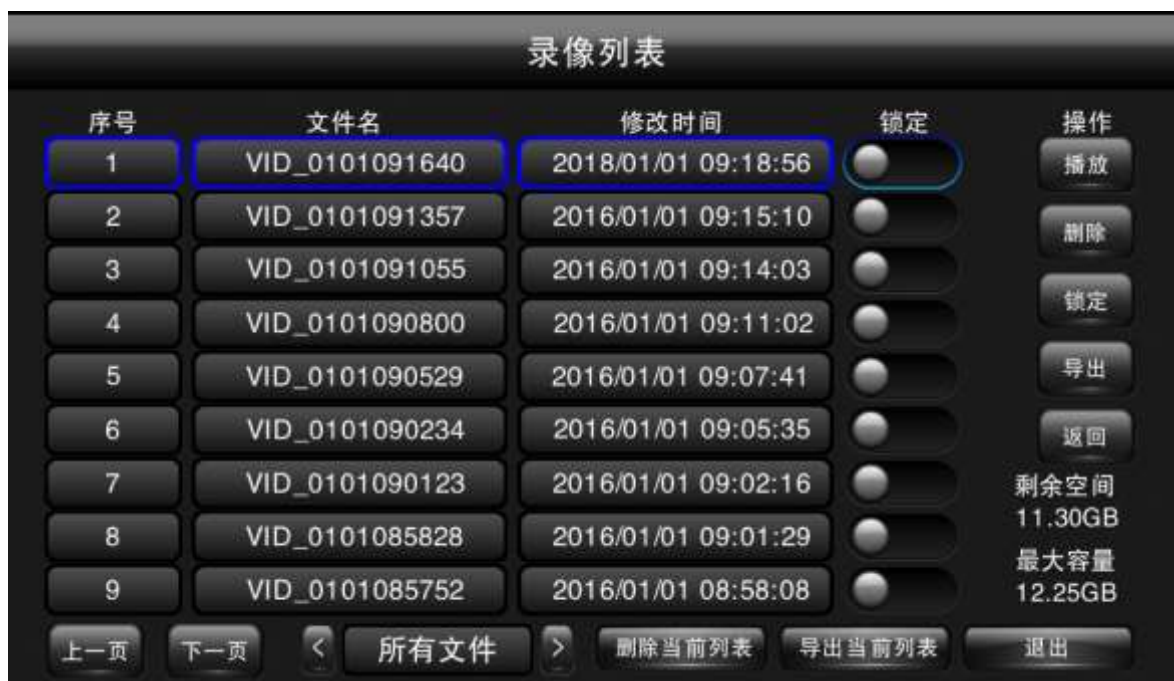 录像列表
序号 文件名 修改时间 锁定 操作
1 VID_0101091640 2018/01/01 09:18:56 播放
2 VID_0101091357 2016/01/01 09:15:10 删除
3 VID_0101091055 2016/01/01 09:14:03
4 VID_0101090800 2016/01/01 09:11:02 锁定
5 VID_0101090529 2016/01/01 09:07:41 导出
6 VID_0101090234 2016/01/01 09:05:35 返回
7 VID_0101090123 2016/01/01 09:02:16 剩余空间
11.30GB
8 VID_0101085828 2016/01/01 09:01:29
最大容量
9 VID_0101085752 2016/01/01 08:58:08 12.25GB
上一页 下一页 < 所有文件 > 删除当前列表 导出当前列表 退出